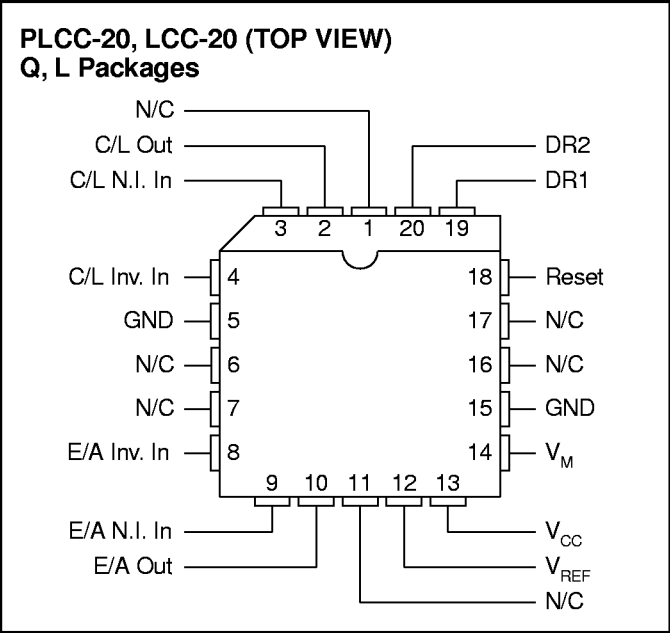 PLCC-20, LCC-20 (TOP VIEW)
Q, L Packages
N/C
C/L Out
DR2
C/L N.I. In
DR1
3 2 1 20 19
C/L Inv. In 4 18 Reset
GND 5 17 N/C
N/C 6 16 N/C
N/C 7 15 GND
E/A Inv. In 8 14 VM
9 10 11 12 13
E/A N.I. In VCC
E/A Out VREF
N/C